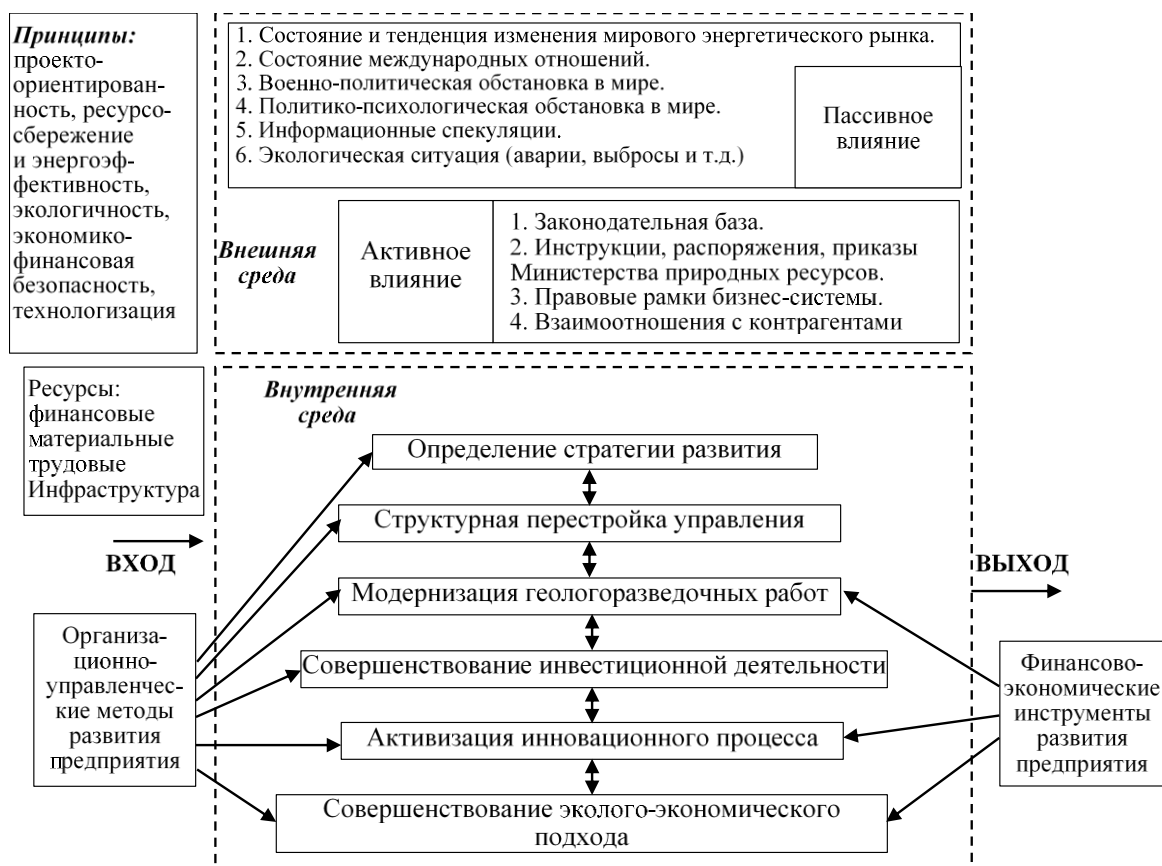 Принципы:
проекто-
ориентирован-
ность, ресурсо-
сбережение
и энергоэф-
фективность,
экологичность,
экономико-
финансовая
безопасность,
технологизация
1. Состояние и тенденция изменения мирового энергетического рынка.
2. Состояние международных отношений.
3. Военно-политическая обстановка в мире.
4. Политико-психологическая обстановка в мире.
5. Информационные спекуляции.
6. Экологическая ситуация (аварии, выбросы и т.д.)
Пассивное
влияние
Внешняя
среда
Активное
влияние
1. Законодательная база.
2. Инструкции, распоряжения, приказы
Министерства природных ресурсов.
3. Правовые рамки бизнес-системы.
4. Взаимоотношения с контрагентами
Ресурсы:
финансовые
материальные
трудовые
Инфраструктура
ВХОД
Внутренняя
среда
Определение стратегии развития
Структурная перестройка управления
Модернизация геологоразведочных работ
Совершенствование инвестиционной деятельности
Активизация инновационного процесса
Совершенствование эколого-экономического
подхода
Организа-
ционно-
управленчес-
кие методы
развития
предприятия
ВЫХОД
Финансово-
экономические
инструменты
развития
предприятия